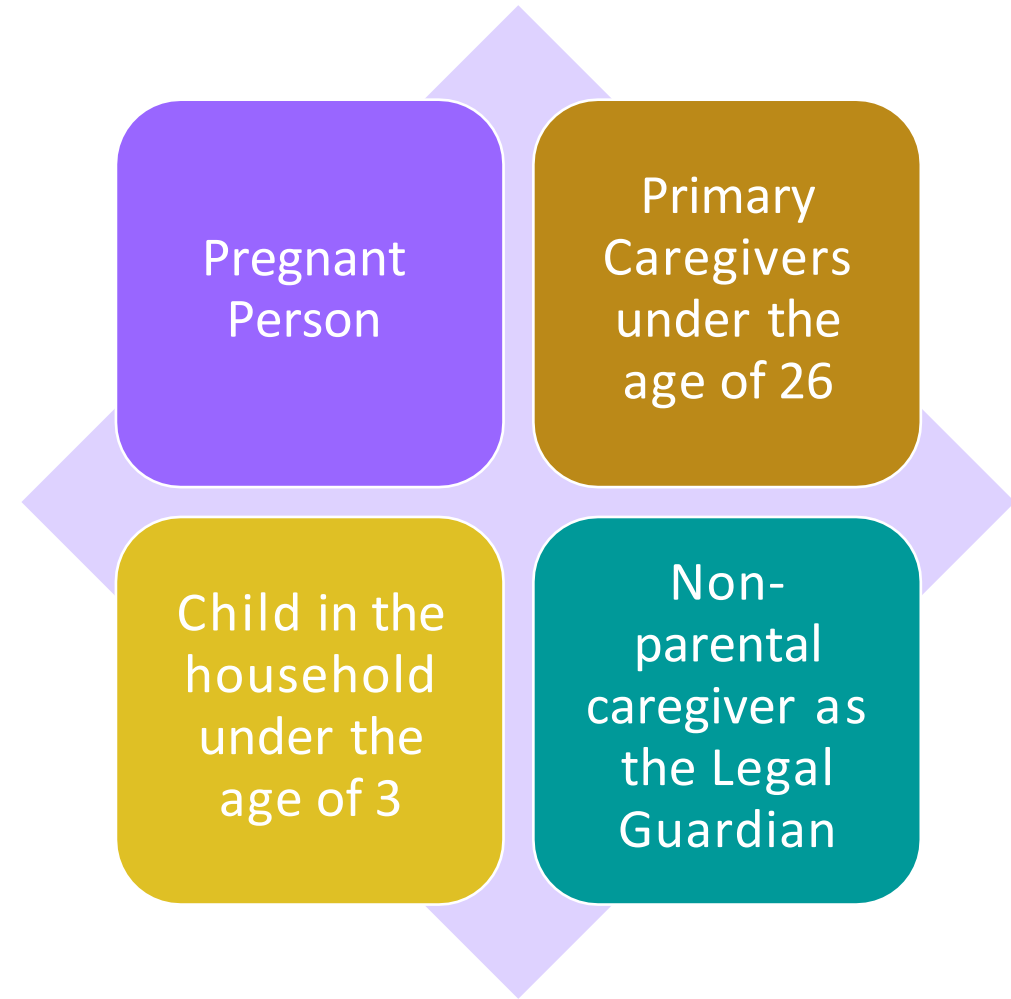 Pregnant
Person
Primary
Caregivers
under the
age of 26
Child in the
household
under the
age of 3
Non-
parental
caregiver as
the Legal
Guardian